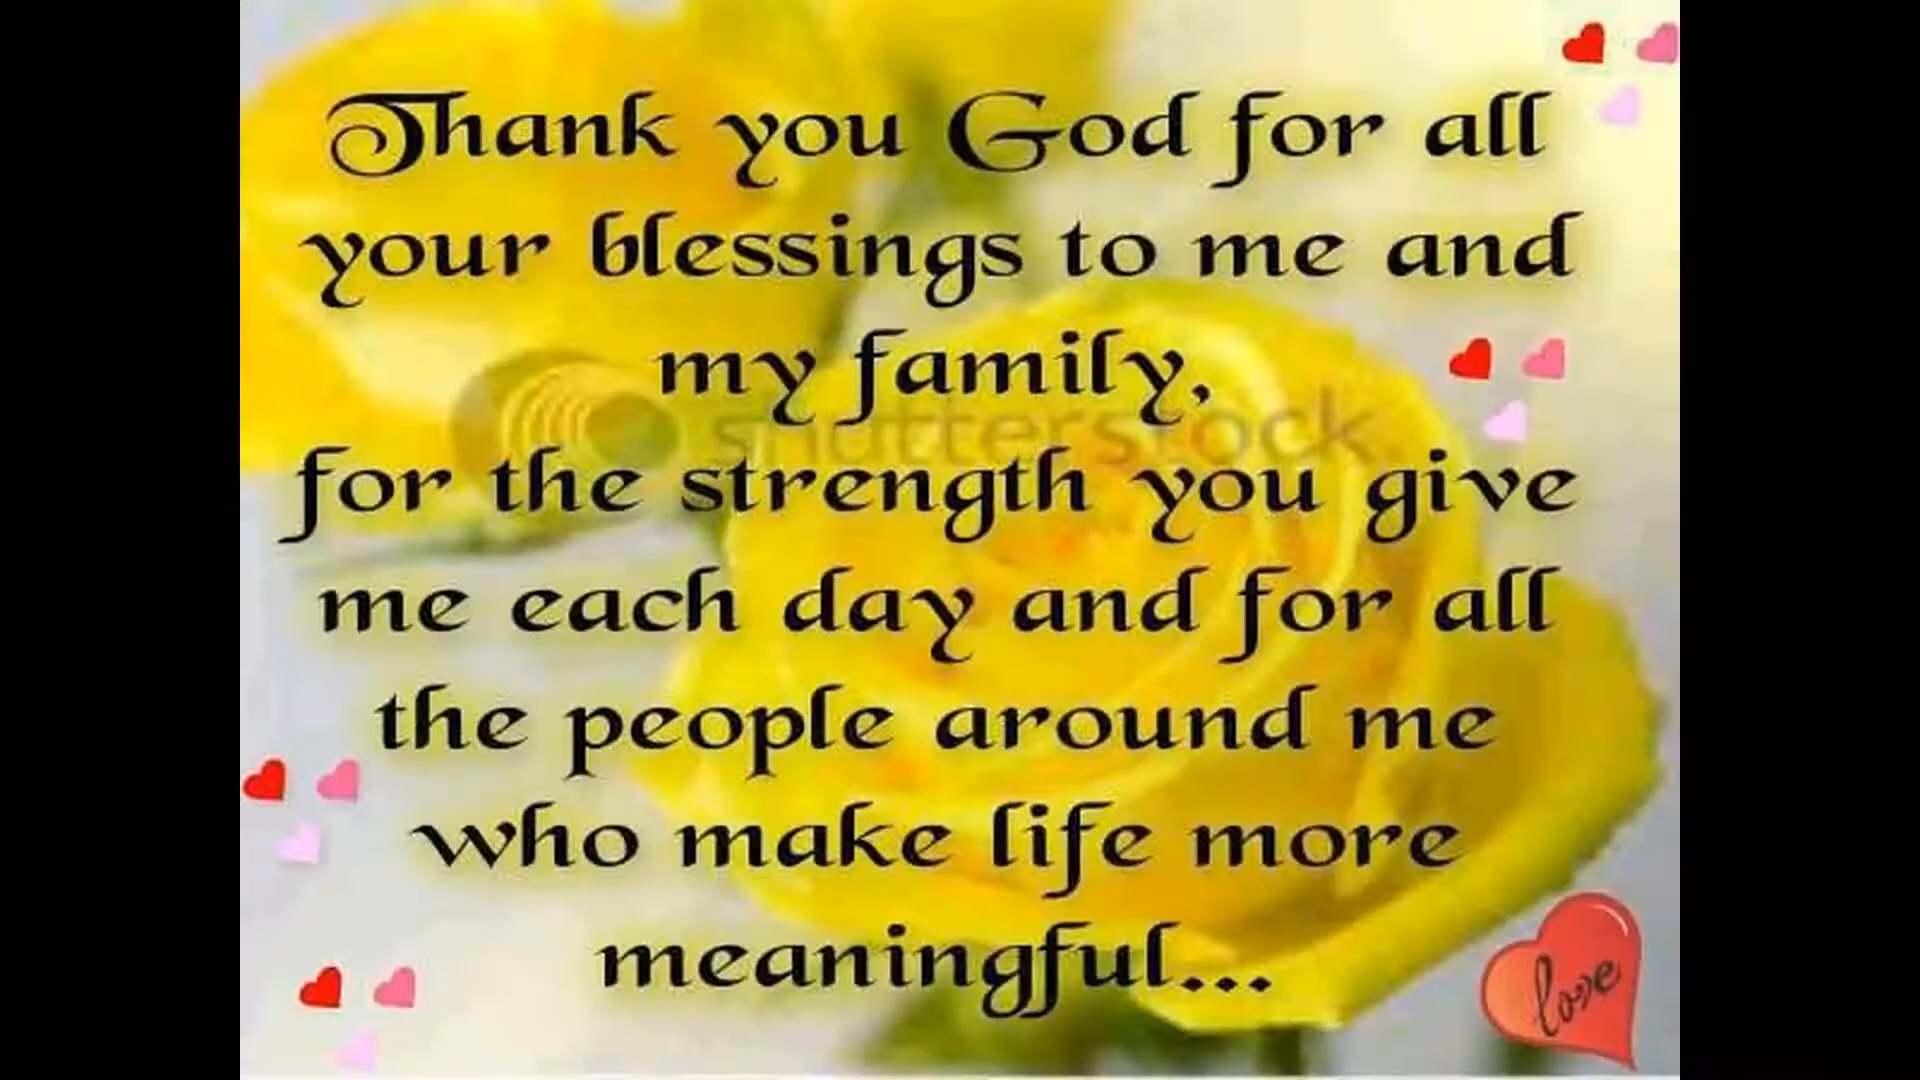 Thank you God for all
your blessings to me and
my family,
shutterstock
for the strength you give
me each day and for all
the people around me
who make life more
meaningful...
love